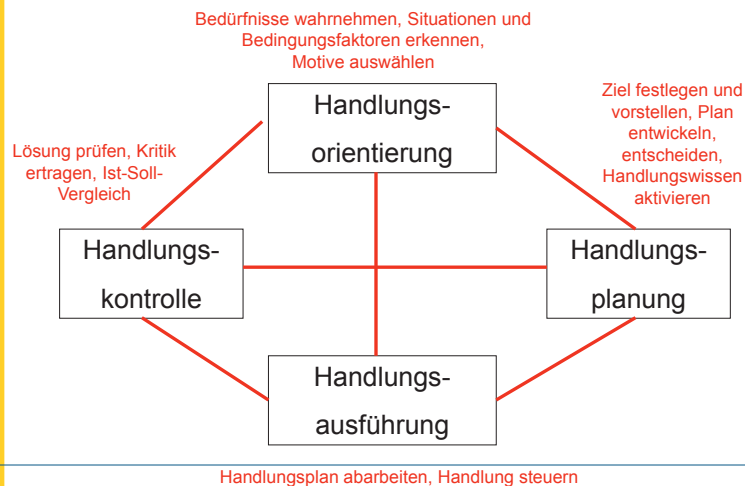 Bedürfnisse wahrnehmen, Situationen und
Bedingungsfaktoren erkennen,
Motive auswählen
Handlungs-
orientierung
Ziel festlegen und
vorstellen, Plan
entwickeln,
entscheiden,
Handlungswissen
aktivieren
Lösung prüfen, Kritik
ertragen, Ist-Soll-
Vergleich
Handlungs-
kontrolle
Handlungs-
planung
Handlungs-
ausführung
Handlungsplan abarbeiten, Handlung steuern